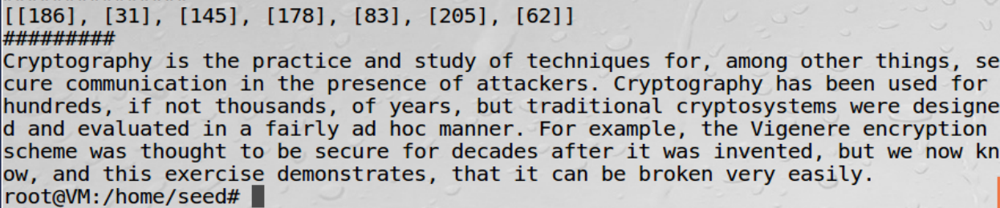 [[186], [31], [145], [178], [83], [205], [62]]
#########
Cryptography is the practice and study of techniques for, among other things, se
cure communication in the presence of attackers. Cryptography has been used for
hundreds, if not thousands, of years, but traditional cryptosystems were designe
d and evaluated in a fairly ad hoc manner. For example, the Vigenere encryption
scheme was thought to be secure for decades after it was invented, but we now kn
ow, and this exercise demonstrates, that it can be broken very easily.
root@VM:/home/seed#